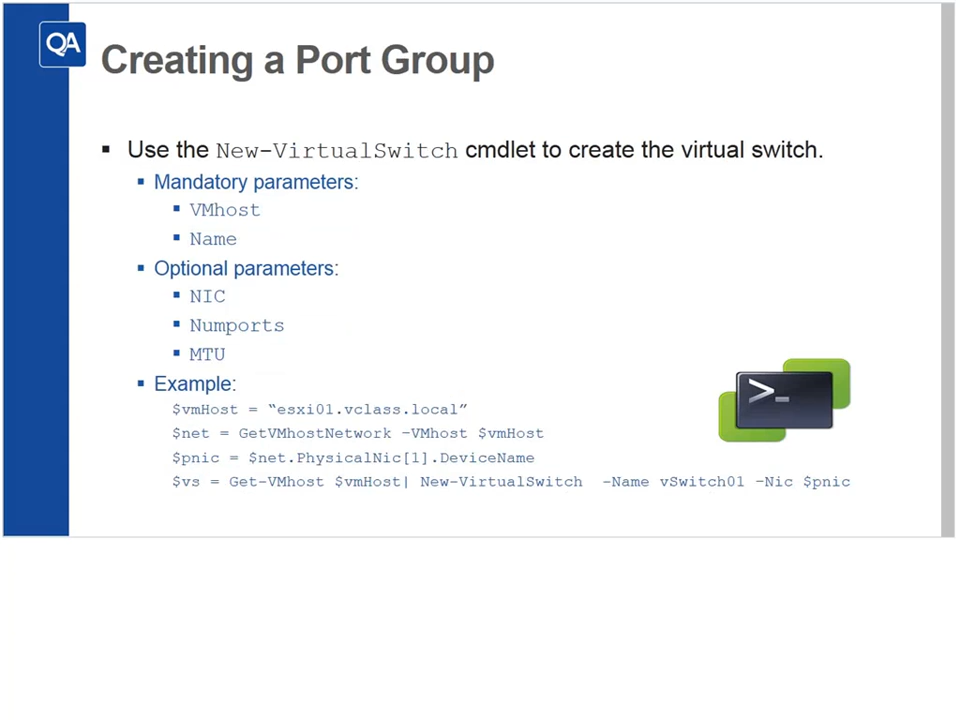 QA
Creating a Port Group
▪ Use the New-VirtualSwitch cmdlet to create the virtual switch.
▪ Mandatory parameters:
▪ VMhost
▪ Name
▪ Optional parameters:
▪ NIC
▪ Numports
▪ MTU
▪ Example:
$vmHost = “esxi01.vclass.local”
$net = GetVMhostNetwork –VMhost $vmHost
$pnic = $net.PhysicalNic[1].DeviceName
$vs = Get-VMhost $vmHost| New-VirtualSwitch -Name vSwitch01 -Nic $pnic
>_